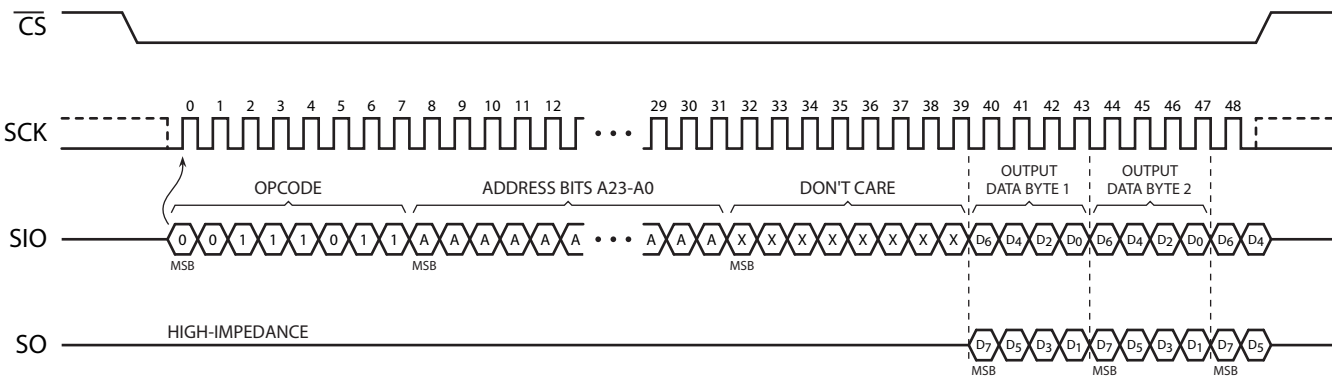 CS
0 1 2 3 4 5 6 7 8 9 10 11 12 29 30 31 32 33 34 35 36 37 38 39 40 41 42 43 44 45 46 47 48
SCK
OPCODE ADDRESS BITS A23-A0 DON'T CARE OUTPUT DATA BYTE 1 OUTPUT DATA BYTE 2
SIO 0 0 1 1 1 0 1 1 A A A A A A A A A X X X X X X X X D6 D4 D2 D0 D6 D4 D2 D0 D6 D4
MSB MSB MSB
HIGH-IMPEDANCE
SO D7 D5 D3 D1 D7 D5 D3 D1 D7 D5
MSB MSB MSB